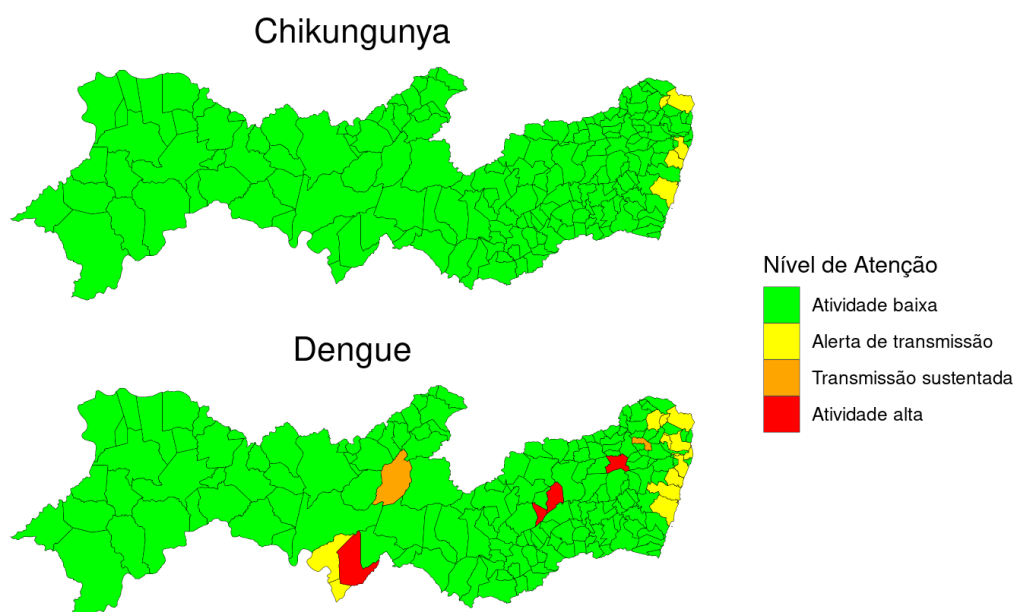 Chikungunya
Dengue
Nível de Atenção
Atividade baixa
Alerta de transmissão
Transmissão sustentada
Atividade alta